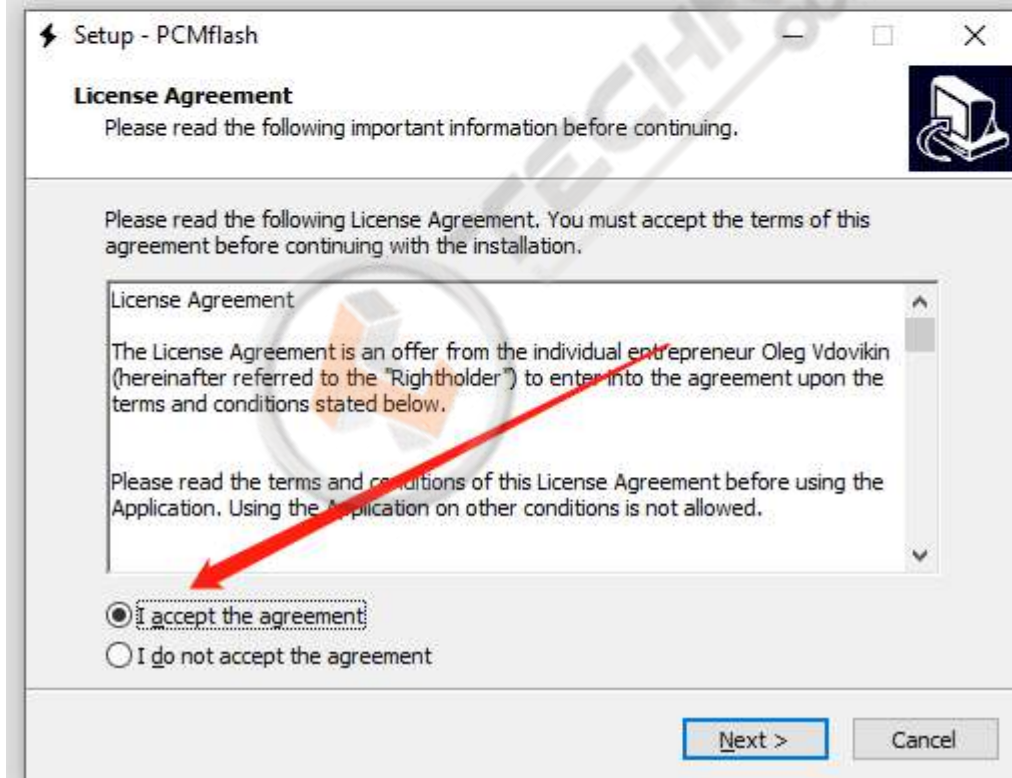 Setup - PCMflash
License Agreement
Please read the following important information before continuing.
Please read the following License Agreement. You must accept the terms of this
agreement before continuing with the installation.
License Agreement
The License Agreement is an offer from the individual entrepreneur Oleg Vdovikin
(hereinafter referred to the "Rightholder") to enter into the agreement upon the
terms and conditions stated below.
Please read the terms and conditions of this License Agreement before using the
Application. Using the Application on other conditions is not allowed.
I accept the agreement
I do not accept the agreement
Next >
Cancel